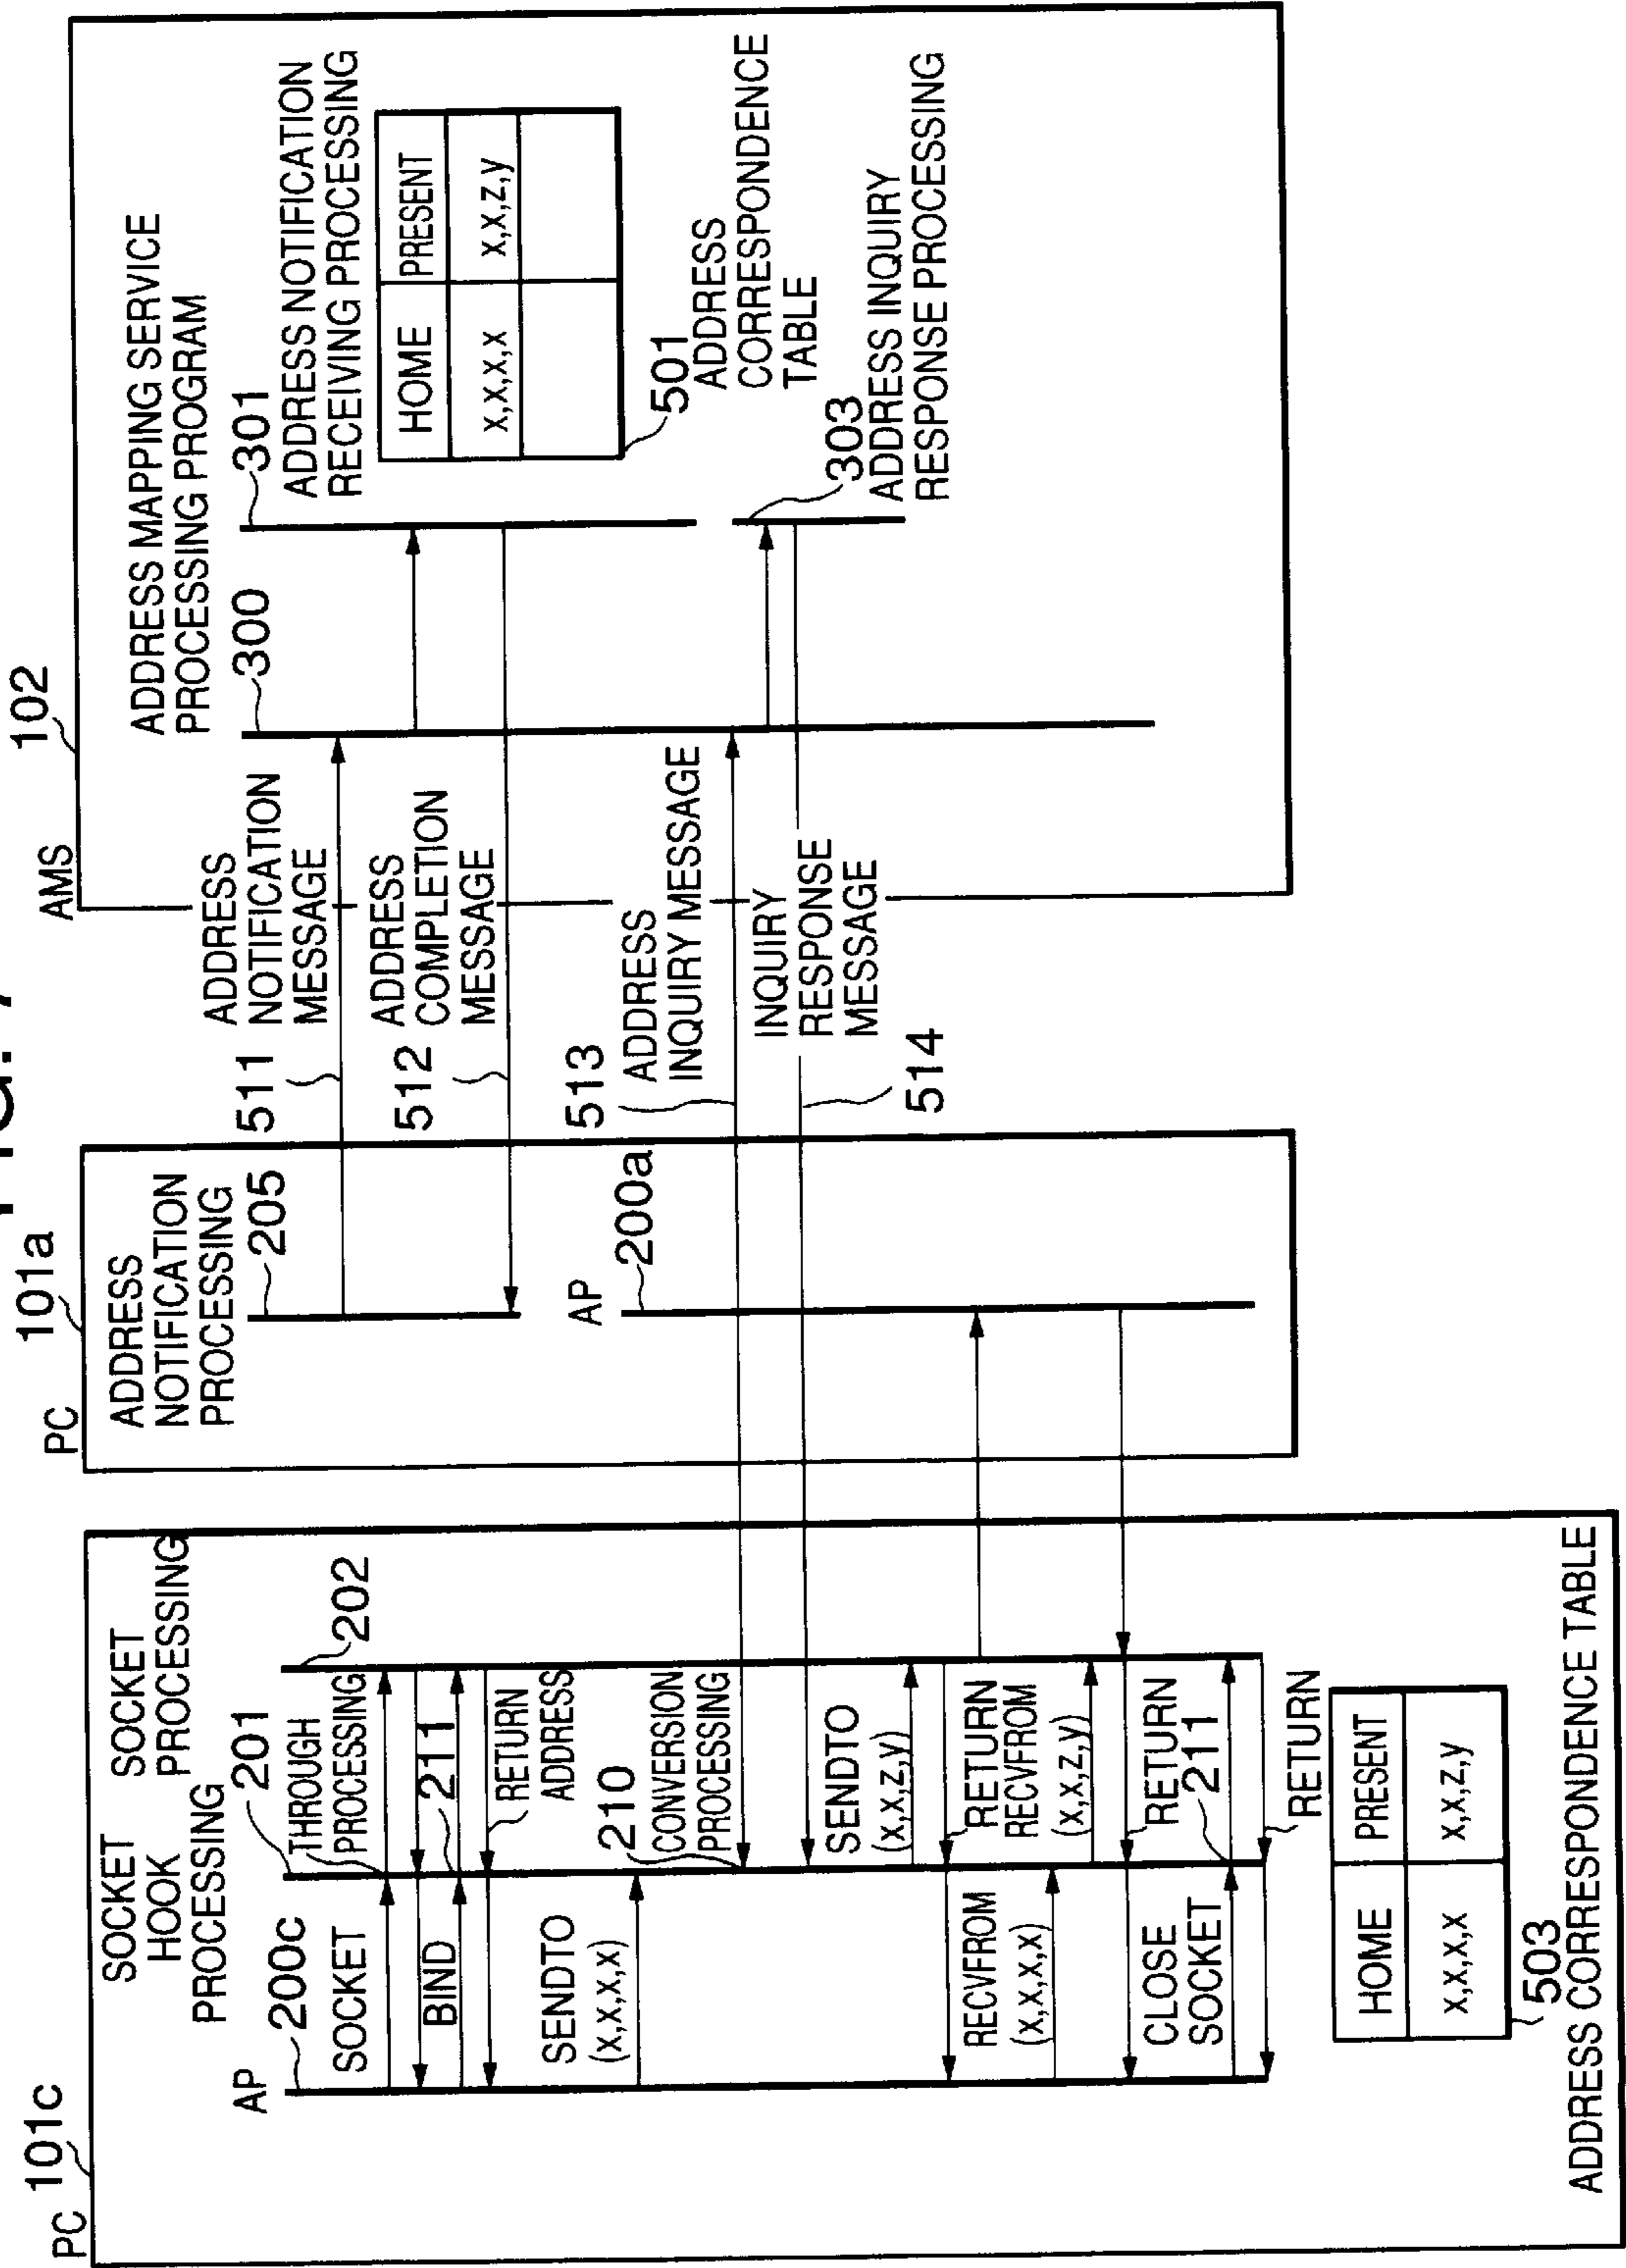 FIG. 7
PC
101c
AP
200c
SOCKET
HOOK
PROCESSING
201
SOCKET
PROCESSING
202
SOCKET
THROUGH
PROCESSING
BIND
211
RETURN
ADDRESS
SENDTO
(x,x,x,x)
210
CONVERSION
PROCESSING
SENDTO
(x,x,z,y)
RETURN
RECVFROM
(x,x,x,x)
RECVFROM
(x,x,z,y)
RETURN
CLOSE
SOCKET
211
RETURN
HOME
PRESENT
x,x,x,x
x,x,z,y
503
ADDRESS CORRESPONDENCE TABLE
PC
101a
ADDRESS
NOTIFICATION
PROCESSING
205
AP
200a
511
ADDRESS
NOTIFICATION
MESSAGE
512
ADDRESS
COMPLETION
MESSAGE
513
ADDRESS
INQUIRY MESSAGE
INQUIRY
RESPONSE
MESSAGE
514
AMS
102
ADDRESS MAPPING SERVICE
PROCESSING PROGRAM
300
301
ADDRESS NOTIFICATION
RECEIVING PROCESSING
HOME
PRESENT
x,x,x,x
x,x,z,y
501
ADDRESS
CORRESPONDENCE
TABLE
303
ADDRESS INQUIRY
RESPONSE PROCESSING